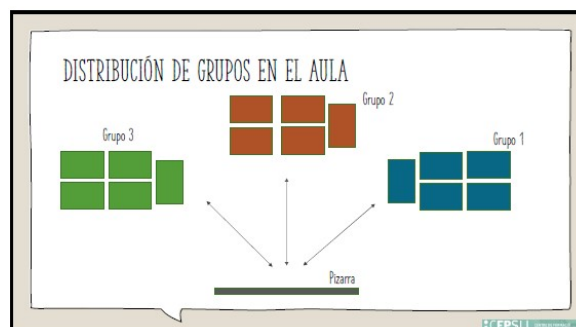 DISTRIBUCIÓN DE GRUPOS EN EL AULA
Grupo 2
Grupo 3
Grupo 1
Pizarra